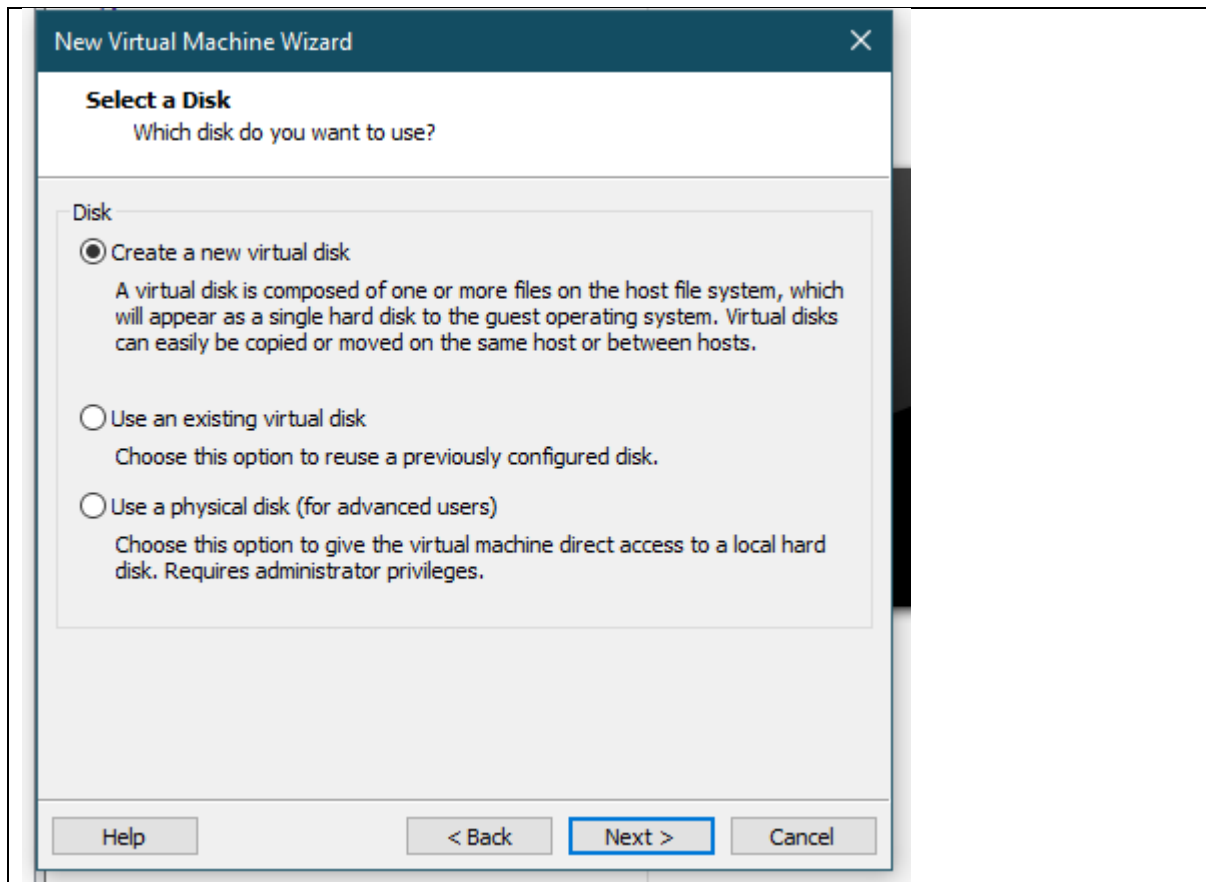 New Virtual Machine Wizard
Select a Disk
Which disk do you want to use?
Disk
Create a new virtual disk
A virtual disk is composed of one or more files on the host file system, which
will appear as a single hard disk to the guest operating system. Virtual disks
can easily be copied or moved on the same host or between hosts.
Use an existing virtual disk
Choose this option to reuse a previously configured disk.
Use a physical disk (for advanced users)
Choose this option to give the virtual machine direct access to a local hard
disk. Requires administrator privileges.
Help
< Back
Next >
Cancel